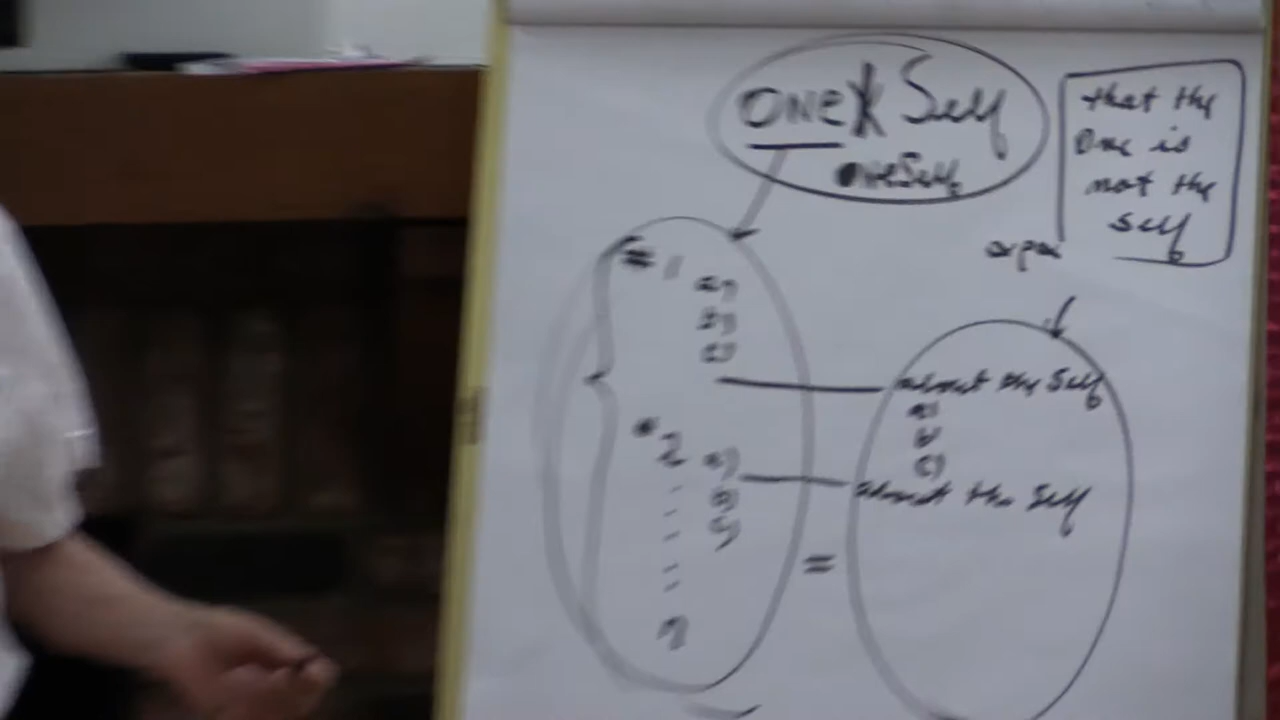 ONE Self
oneSelf
that the
One is
not the
self
# 1 a)
b)
c)
about the Self
a)
b
c)
# 2 a)
about the Self
b)
c)
=
n